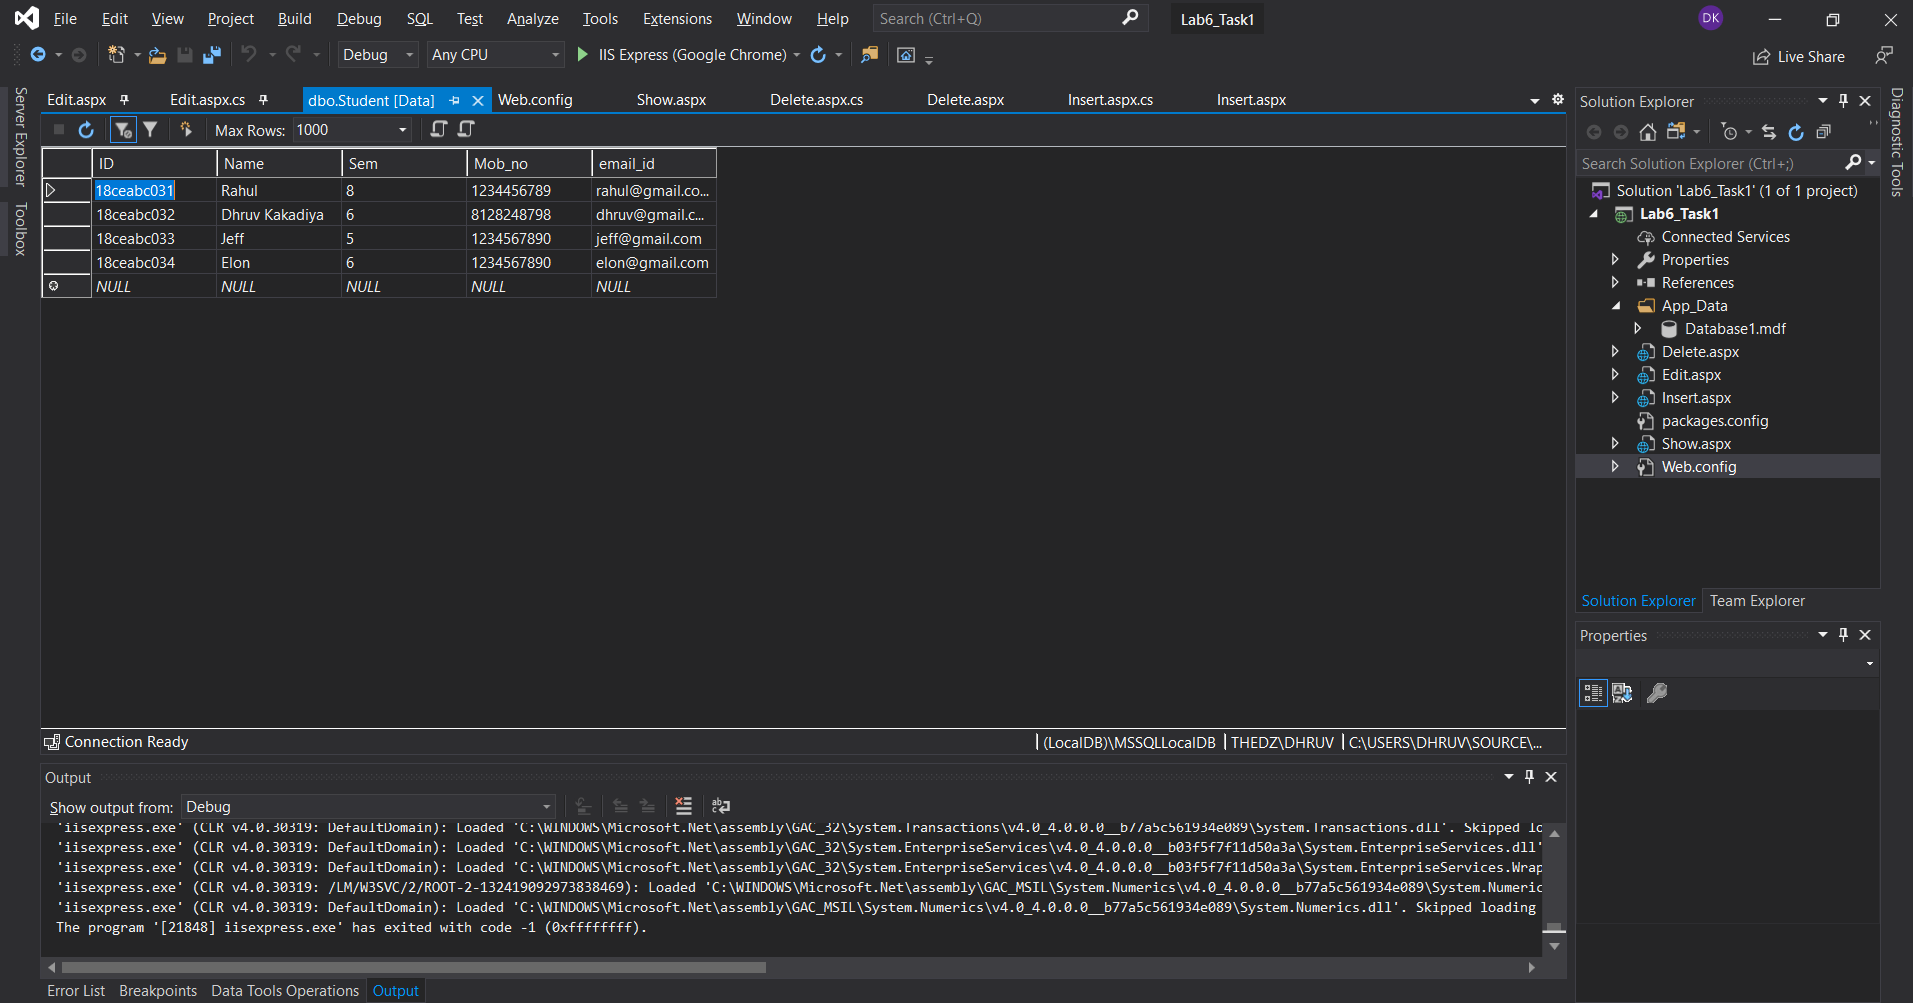 File Edit View Project Build Debug SQL Test Analyze Tools Extensions Window Help Search (Ctrl+Q) Lab6_Task1 DK
Debug Any CPU IIS Express (Google Chrome) Live Share
Server Explorer
Toolbox
Edit.aspx Edit.aspx.cs dbo.Student [Data] Web.config Show.aspx Delete.aspx.cs Delete.aspx Insert.aspx.cs Insert.aspx
Max Rows: 1000
ID Name Sem Mob_no email_id
18ceabc031 Rahul 8 1234456789 rahul@gmail.co...
18ceabc032 Dhruv Kakadiya 6 8128248798 dhruv@gmail.c...
18ceabc033 Jeff 5 1234567890 jeff@gmail.com
18ceabc034 Elon 6 1234567890 elon@gmail.com
NULL NULL NULL NULL NULL
Connection Ready (LocalDB)\MSSQLLocalDB THEDZ\DHRUV C:\USERS\DHRUV\SOURCE\...
Output
Show output from: Debug
'iisexpress.exe' (CLR v4.0.30319: DefaultDomain): Loaded 'C:\WINDOWS\Microsoft.Net\assembly\GAC_32\System.Transactions\v4.0_4.0.0.0__b77a5c561934e089\System.Transactions.dll'. Skipped lo
'iisexpress.exe' (CLR v4.0.30319: DefaultDomain): Loaded 'C:\WINDOWS\Microsoft.Net\assembly\GAC_32\System.EnterpriseServices\v4.0_4.0.0.0__b03f5f7f11d50a3a\System.EnterpriseServices.dll'
'iisexpress.exe' (CLR v4.0.30319: DefaultDomain): Loaded 'C:\WINDOWS\Microsoft.Net\assembly\GAC_32\System.EnterpriseServices\v4.0_4.0.0.0__b03f5f7f11d50a3a\System.EnterpriseServices.Wrap
'iisexpress.exe' (CLR v4.0.30319: /LM/W3SVC/2/ROOT-2-132419092973838469): Loaded 'C:\WINDOWS\Microsoft.Net\assembly\GAC_MSIL\System.Numerics\v4.0_4.0.0.0__b77a5c561934e089\System.Numeric
'iisexpress.exe' (CLR v4.0.30319: DefaultDomain): Loaded 'C:\WINDOWS\Microsoft.Net\assembly\GAC_MSIL\System.Numerics\v4.0_4.0.0.0__b77a5c561934e089\System.Numerics.dll'. Skipped loading
The program '[21848] iisexpress.exe' has exited with code -1 (0xffffffff).
Error List Breakpoints Data Tools Operations Output
Solution Explorer
Search Solution Explorer (Ctrl+;)
Solution 'Lab6_Task1' (1 of 1 project)
Lab6_Task1
Connected Services
Properties
References
App_Data
Database1.mdf
Delete.aspx
Edit.aspx
Insert.aspx
packages.config
Show.aspx
Web.config
Solution Explorer Team Explorer
Properties
Diagnostic Tools